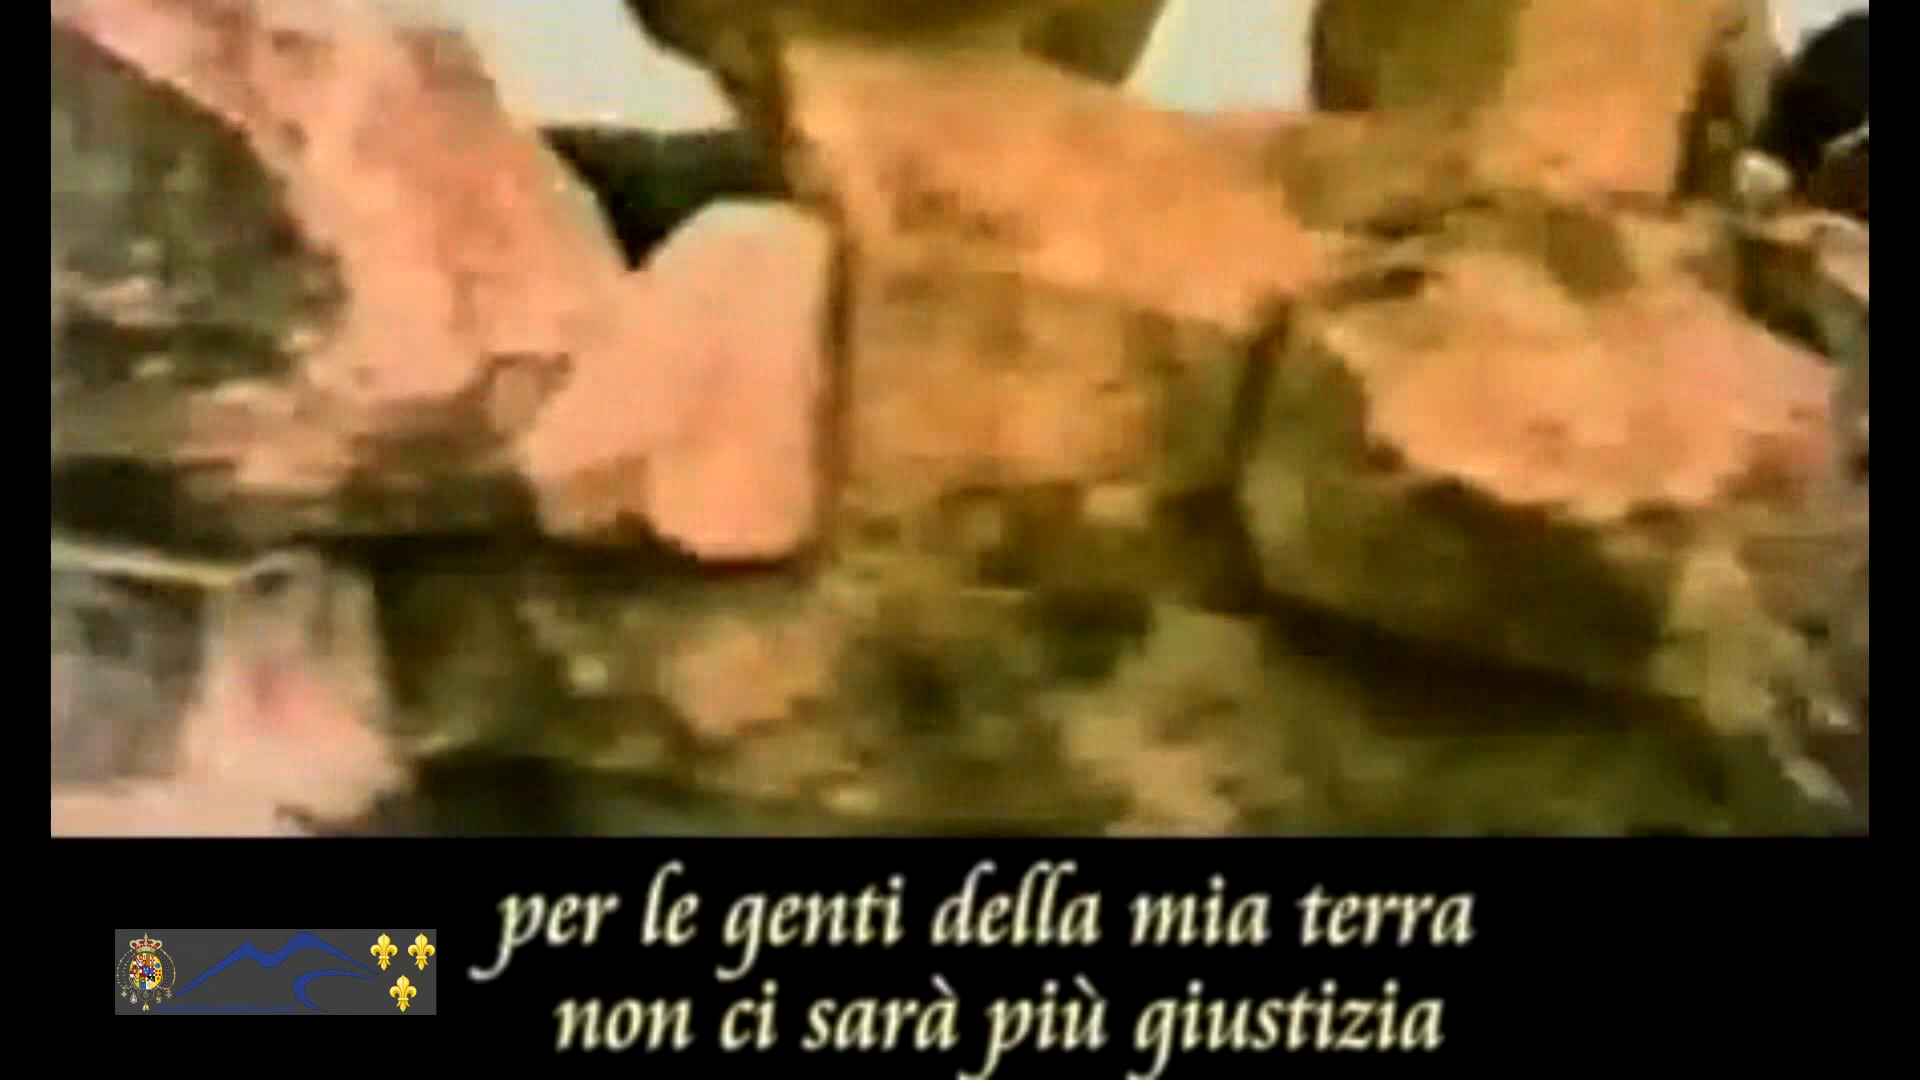 per le genti della mia terra
non ci sarà più giustizia